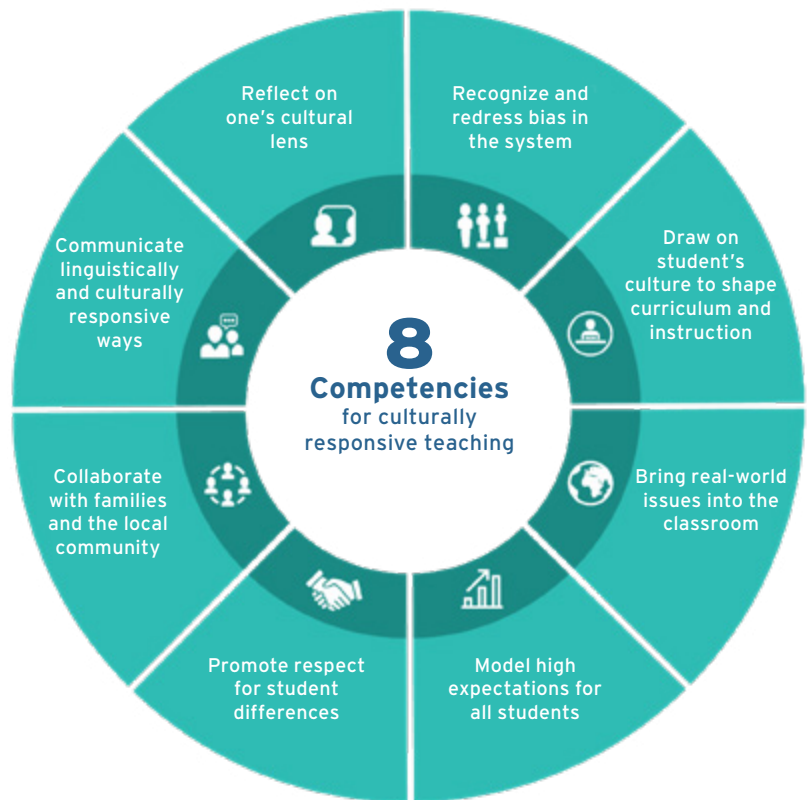 Reflect on
one's cultural
lens
Recognize and
redress bias in
the system
Draw on
student's
culture to shape
curriculum and
instruction
Bring real-world
issues into the
classroom
Model high
expectations for
all students
Promote respect
for student
differences
Collaborate
with families
and the local
community
Communicate
linguistically
and culturally
responsive
ways
8
Competencies
for culturally
responsive teaching